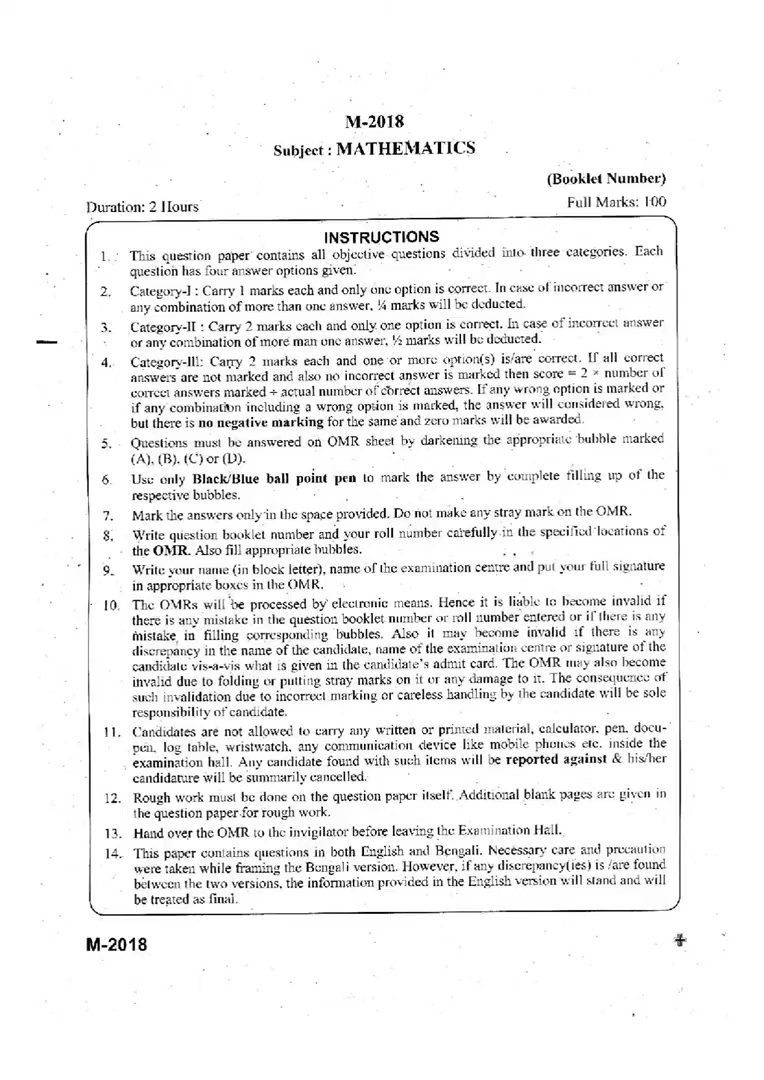 M-2018
Subject : MATHEMATICS
(Booklet Number)
Duration: 2 Hours
Full Marks: 100
INSTRUCTIONS
1. This question paper contains all objective questions divided into three categories. Each
question has four answer options given.
2. Category-I : Carry 1 marks each and only one option is correct. In case of incorrect answer or
any combination of more than one answer, ¼ marks will be deducted.
3. Category-II : Carry 2 marks each and only one option is correct. In case of incorrect answer
or any combination of more man one answer, ½ marks will be deducted.
4. Category-III: Carry 2 marks each and one or more option(s) is/are correct. If all correct
answers are not marked and also no incorrect answer is marked then score = 2 × number of
correct answers marked ÷ actual number of correct answers. If any wrong option is marked or
if any combination including a wrong option is marked, the answer will considered wrong,
but there is no negative marking for the same and zero marks will be awarded.
5. Questions must be answered on OMR sheet by darkening the appropriate bubble marked
(A), (B), (C) or (D).
6. Use only Black/Blue ball point pen to mark the answer by complete filling up of the
respective bubbles.
7. Mark the answers only in the space provided. Do not make any stray mark on the OMR.
8. Write question booklet number and your roll number carefully in the specified locations of
the OMR. Also fill appropriate bubbles.
9. Write your name (in block letter), name of the examination centre and put your full signature
in appropriate boxes in the OMR.
10. The OMRs will be processed by electronic means. Hence it is liable to become invalid if
there is any mistake in the question booklet number or roll number entered or if there is any
mistake in filling corresponding bubbles. Also it may become invalid if there is any
discrepancy in the name of the candidate, name of the examination centre or signature of the
candidate vis-a-vis what is given in the candidate's admit card. The OMR may also become
invalid due to folding or putting stray marks on it or any damage to it. The consequence of
such invalidation due to incorrect marking or careless handling by the candidate will be sole
responsibility of candidate.
11. Candidates are not allowed to carry any written or printed material, calculator, pen, docu-
pen, log table, wristwatch, any communication device like mobile phones etc. inside the
examination hall. Any candidate found with such items will be reported against & his/her
candidature will be summarily cancelled.
12. Rough work must be done on the question paper itself. Additional blank pages are given in
the question paper for rough work.
13. Hand over the OMR to the invigilator before leaving the Examination Hall.
14. This paper contains questions in both English and Bengali. Necessary care and precaution
were taken while framing the Bengali version. However, if any discrepancy(ies) is /are found
between the two versions, the information provided in the English version will stand and will
be treated as final.
M-2018